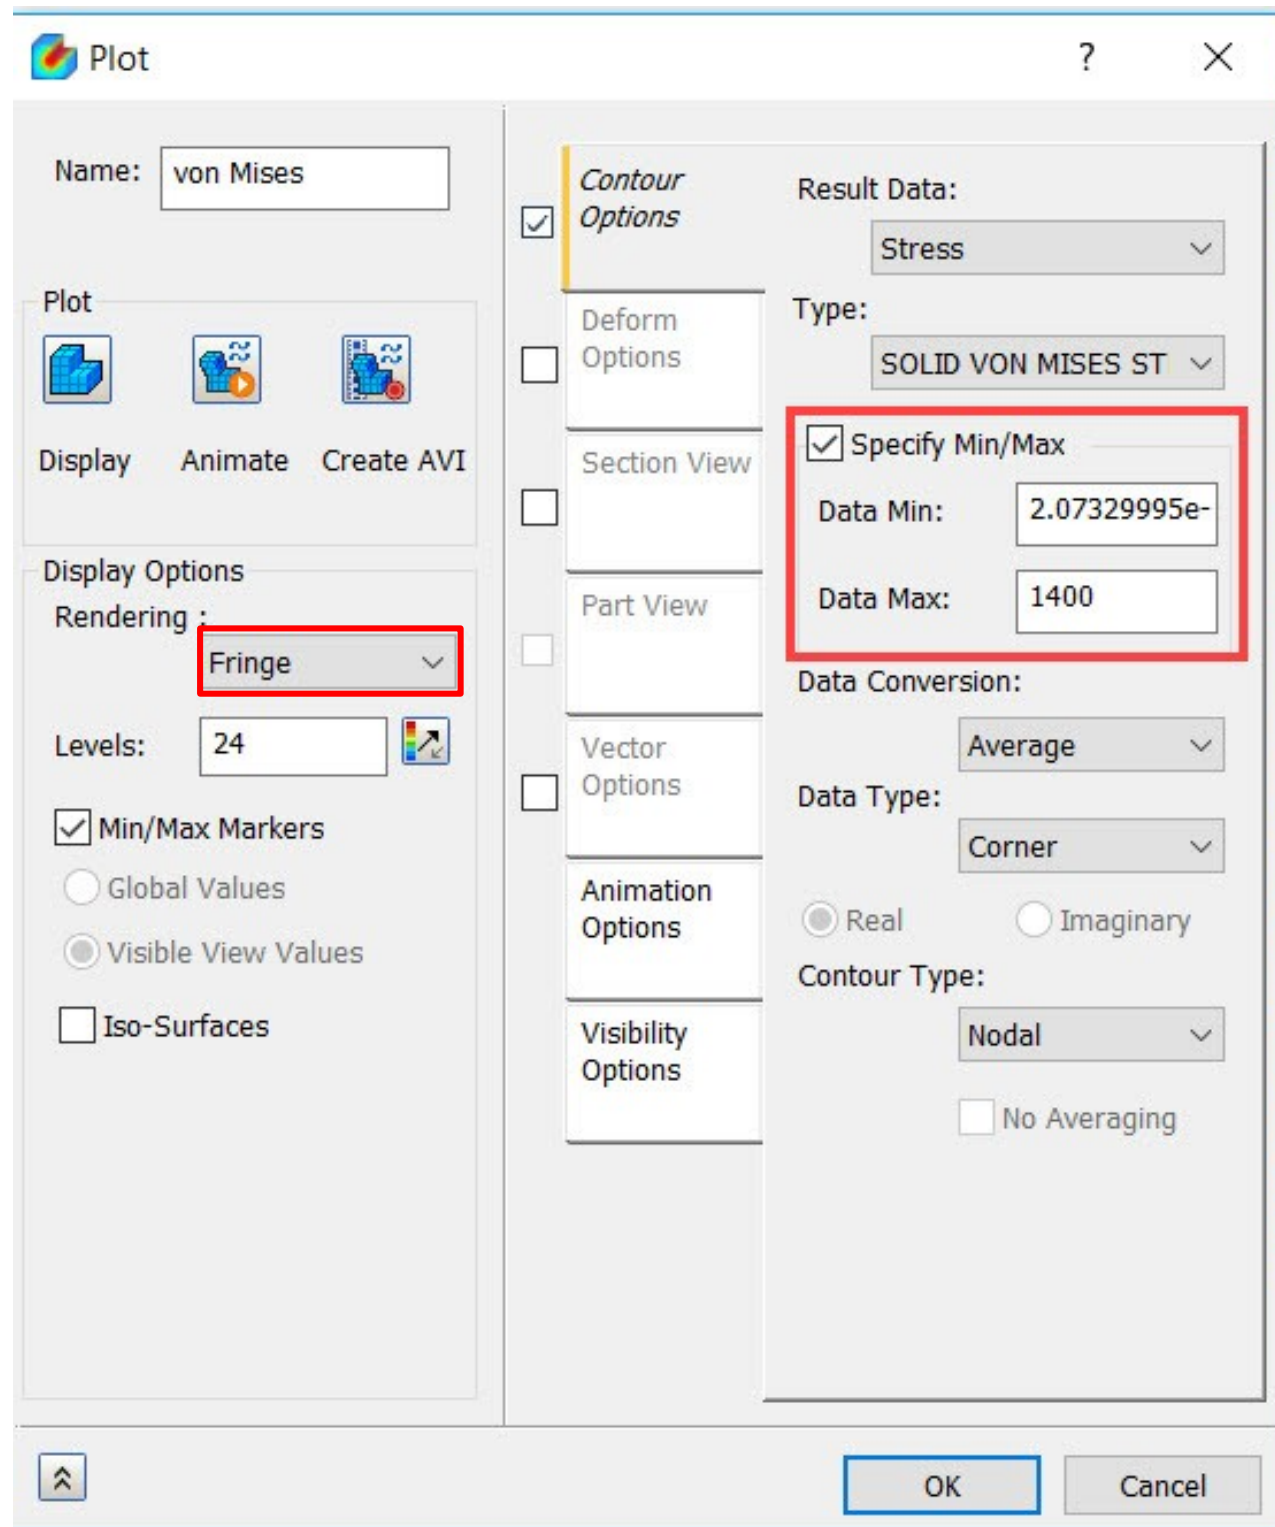 Plot
?
Name: von Mises
Plot
Display Animate Create AVI
Display Options
Rendering :
Fringe
Levels: 24
Min/Max Markers
Global Values
Visible View Values
Iso-Surfaces
Contour
Options
Deform
Options
Section View
Part View
Vector
Options
Animation
Options
Visibility
Options
Result Data:
Stress
Type:
SOLID VON MISES ST
Specify Min/Max
Data Min: 2.07329995e-
Data Max: 1400
Data Conversion:
Average
Data Type:
Corner
Real Imaginary
Contour Type:
Nodal
No Averaging
OK Cancel